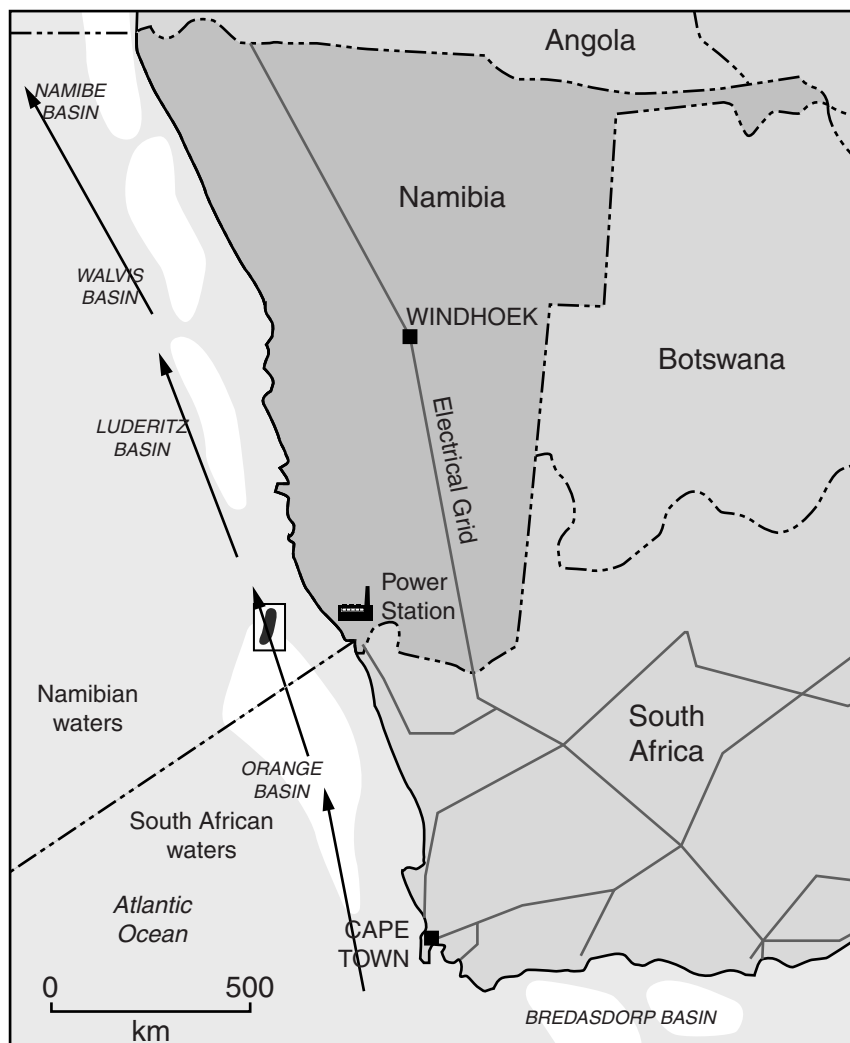 Angola
NAMIBE
BASIN
Namibia
WALVIS
BASIN
WINDHOEK
Botswana
LUDERITZ
BASIN
Electrical Grid
Power
Station
Namibian
waters
South
Africa
ORANGE
BASIN
South African
waters
Atlantic
Ocean
CAPE
TOWN
0 500
km
BREDASDORP BASIN